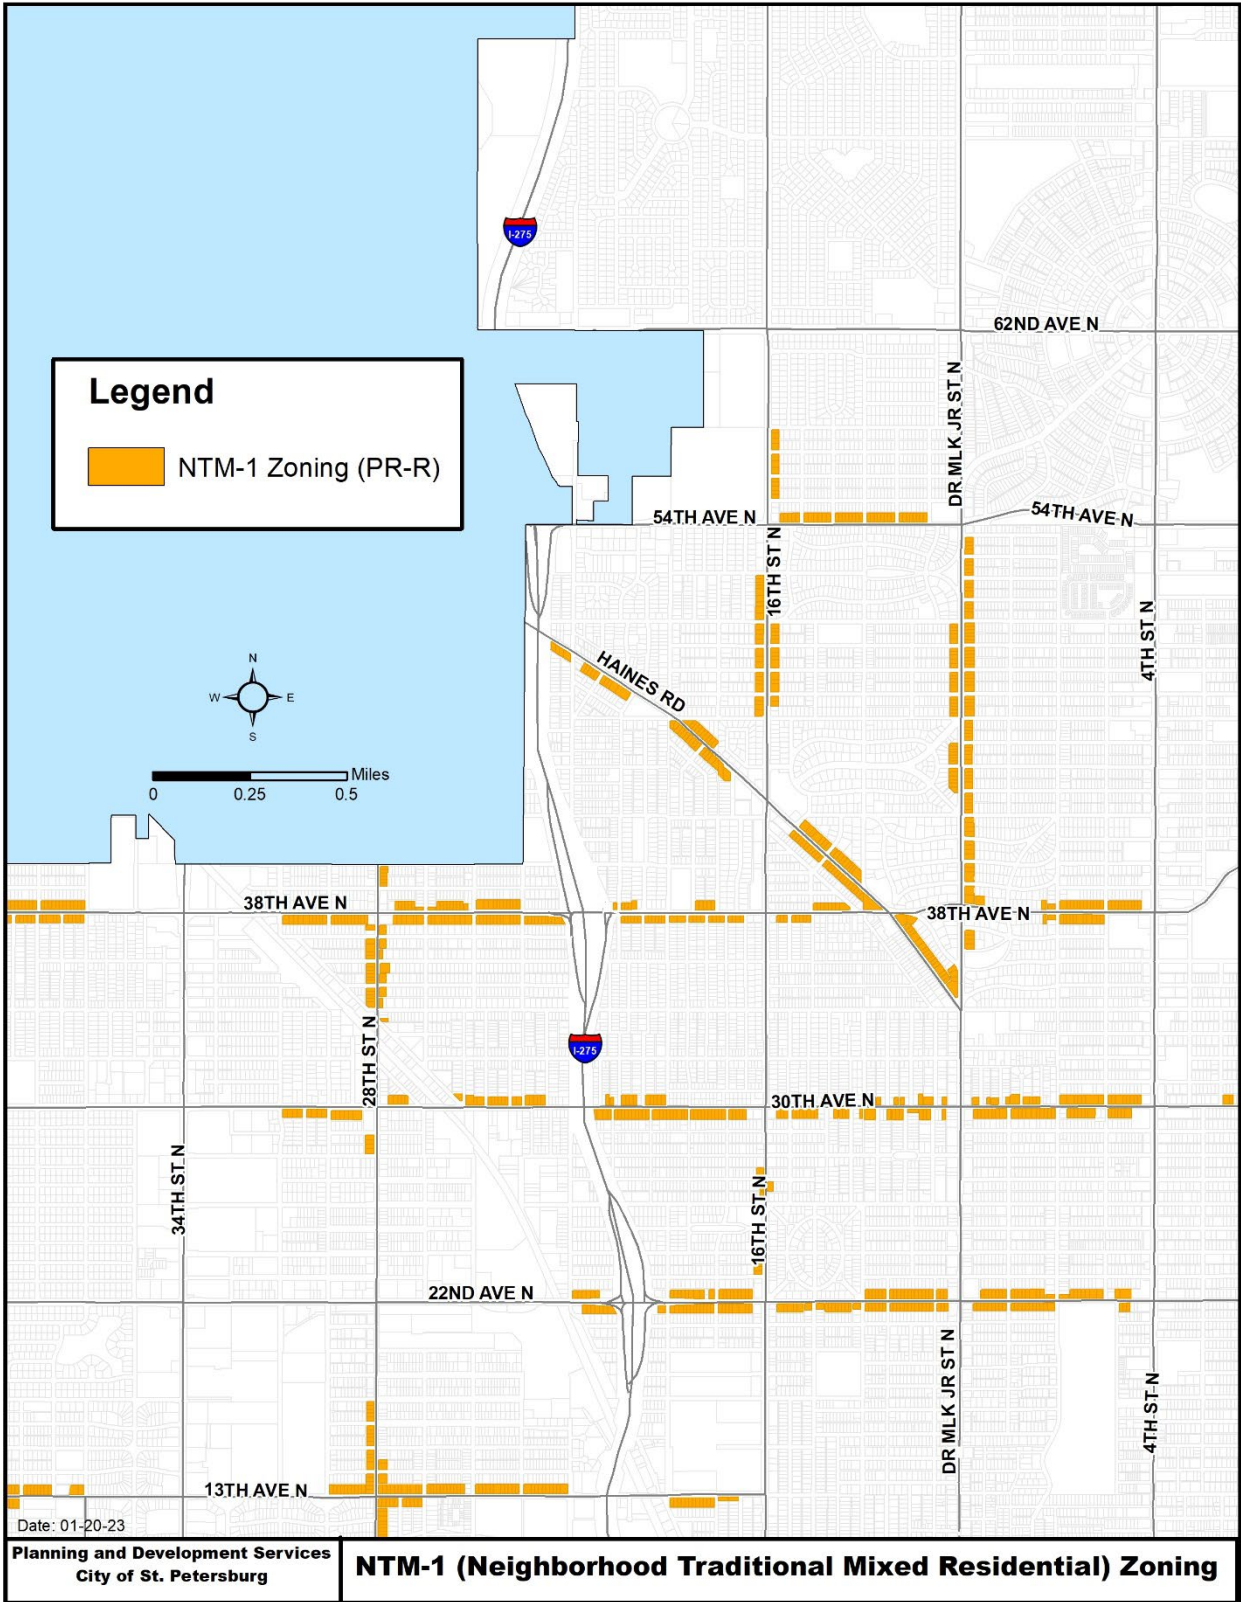 I-275
62ND AVE N
Legend
NTM-1 Zoning (PR-R)
DR MLK JR ST N
54TH AVE N
54TH AVE N
16TH ST N
4TH ST N
HAINES RD
N
W
E
S
Miles
0 0.25 0.5
38TH AVE N
38TH AVE N
28TH ST N
I-275
30TH AVE N
34TH ST N
16TH ST N
22ND AVE N
DR MLK JR ST N
4TH ST N
13TH AVE N
Date: 01-20-23
Planning and Development Services
City of St. Petersburg
NTM-1 (Neighborhood Traditional Mixed Residential) Zoning